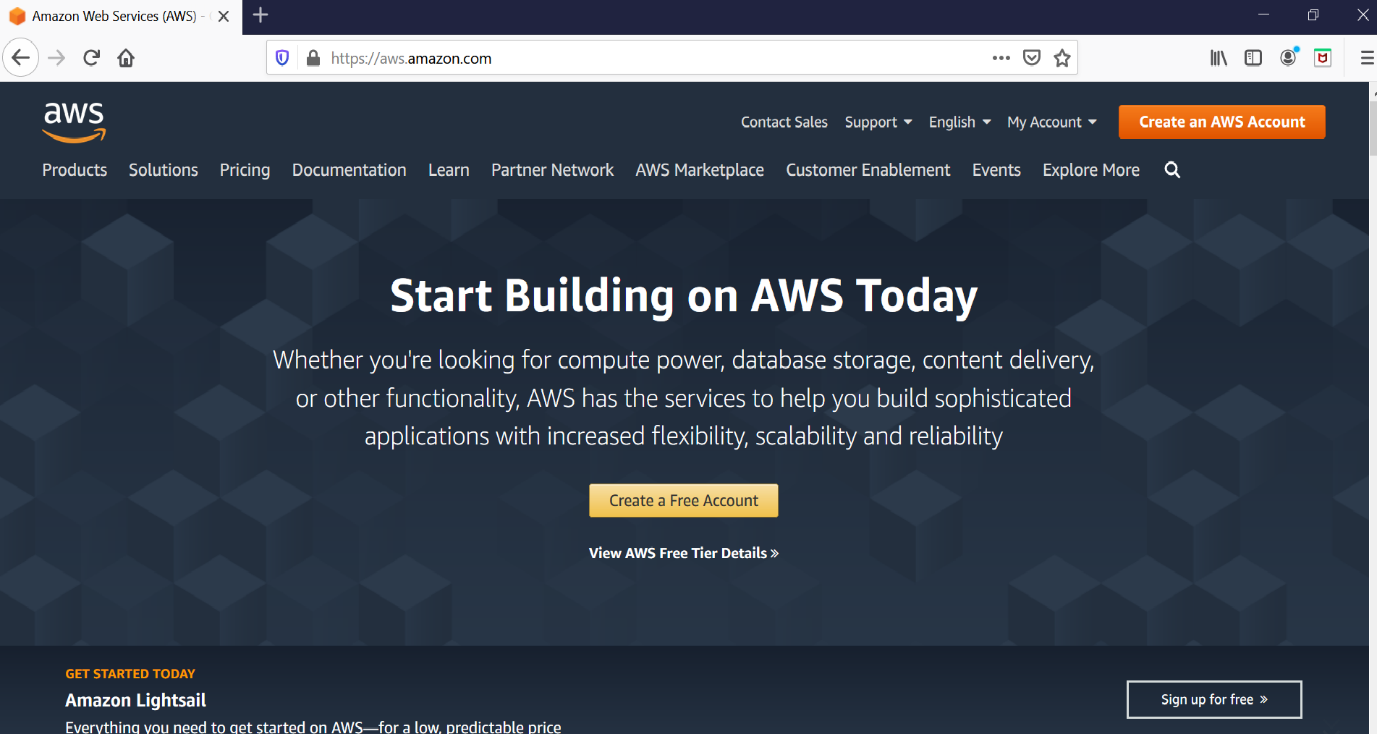 Amazon Web Services (AWS) -
https://aws.amazon.com
aws
Contact Sales Support English My Account Create an AWS Account
Products Solutions Pricing Documentation Learn Partner Network AWS Marketplace Customer Enablement Events Explore More
Start Building on AWS Today
Whether you're looking for compute power, database storage, content delivery,
or other functionality, AWS has the services to help you build sophisticated
applications with increased flexibility, scalability and reliability
Create a Free Account
View AWS Free Tier Details »
GET STARTED TODAY
Amazon Lightsail
Everything you need to get started on AWS—for a low, predictable price
Sign up for free »